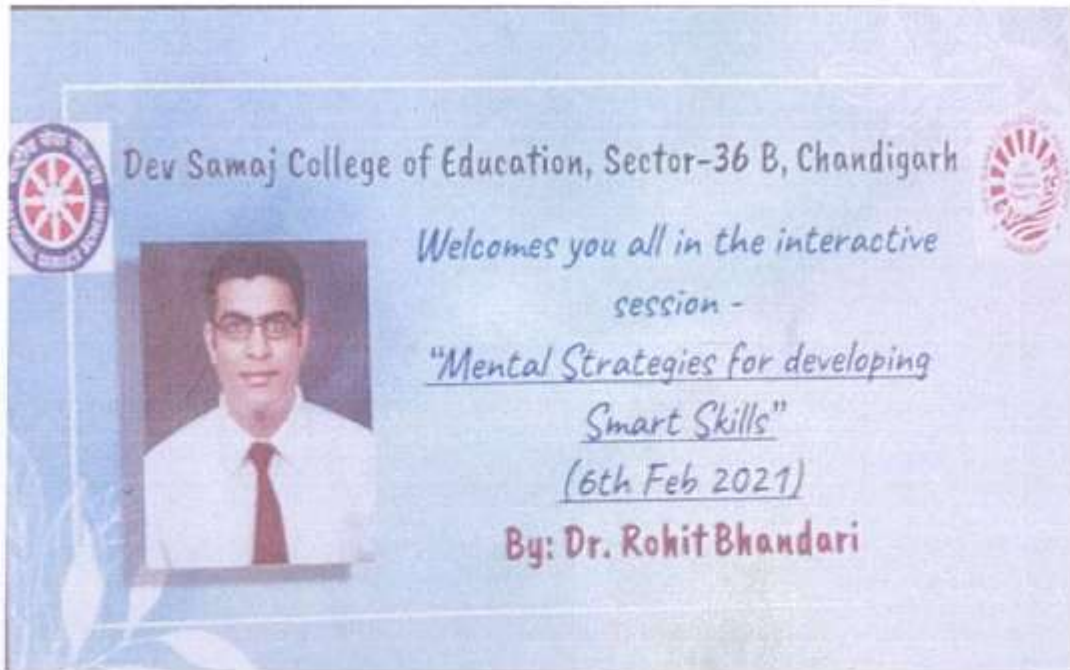 Dev Samaj College of Education, Sector-36 B, Chandigarh
Welcomes you all in the interactive
session -
"Mental Strategies for developing
Smart Skills"
(6th Feb 2021)
By: Dr. Rohit Bhandari